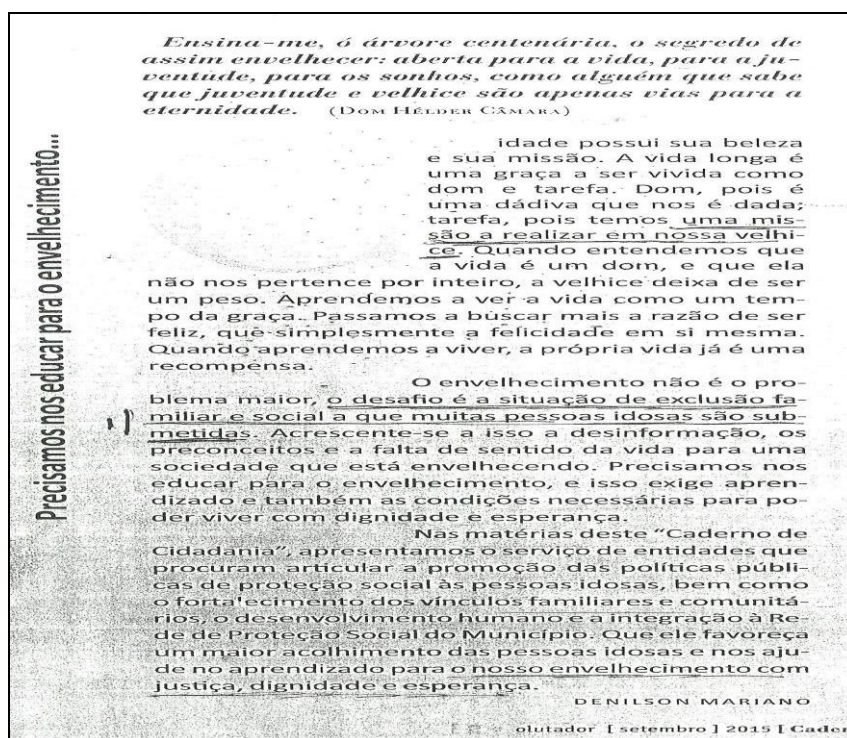 Precisamos nos educar para o envelhecimento...
Ensina-me, ó árvore centenária, o segredo de
assim envelhecer: aberta para a vida, para a ju-
ventude, para os sonhos, como alguém que sabe
que juventude e velhice são apenas vias para a
eternidade. (DOM HÉLDER CÂMARA)
idade possui sua beleza
e sua missão. A vida longa é
uma graça a ser vivida como
dom e tarefa. Dom, pois é
uma dádiva que nos é dada;
tarefa, pois temos uma mis-
são a realizar em nossa velhi-
ce. Quando entendemos que
a vida é um dom, e que ela
não nos pertence por inteiro, a velhice deixa de ser
um peso. Aprendemos a ver a vida como um tem-
po da graça. Passamos a buscar mais a razão de ser
feliz, que simplesmente a felicidade em si mesma.
Quando aprendemos a viver, a própria vida já é uma
recompensa.
O envelhecimento não é o pro-
blema maior, o desafio é a situação de exclusão fa-
miliar e social a que muitas pessoas idosas são sub-
metidas. Acrescente-se a isso a desinformação, os
preconceitos e a falta de sentido da vida para uma
sociedade que está envelhecendo. Precisamos nos
educar para o envelhecimento, e isso exige apren-
dizado e também as condições necessárias para po-
der viver com dignidade e esperança.
Nas matérias deste "Caderno de
Cidadania", apresentamos o serviço de entidades que
procuram articular a promoção das políticas públi-
cas de proteção social às pessoas idosas, bem como
o forta'ecimento dos vínculos familiares e comunitá-
rios, o desenvolvimento humano e a integração à Re-
de de Proteção Social do Município. Que ele favoreça
um maior acolhimento das pessoas idosas e nos aju-
de no aprendizado para o nosso envelhecimento com
justiça, dignidade e esperança.
DENILSON MARIANO
olutador [ setembro ] 2015 [ Cader